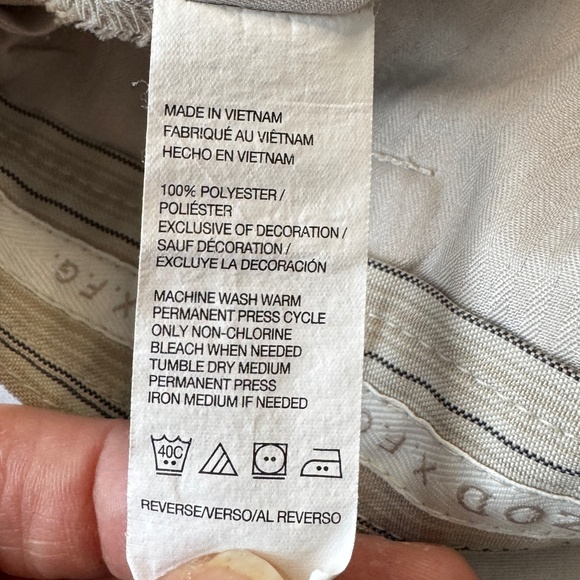 MADE IN VIETNAM
FABRIQUÉ AU VIÊTNAM
HECHO EN VIETNAM
100% POLYESTER /
POLIÉSTER
EXCLUSIVE OF DECORATION /
SAUF DÉCORATION /
EXCLUYE LA DECORACIÓN
MACHINE WASH WARM
PERMANENT PRESS CYCLE
ONLY NON-CHLORINE
BLEACH WHEN NEEDED
TUMBLE DRY MEDIUM
PERMANENT PRESS
IRON MEDIUM IF NEEDED
40C
REVERSE/VERSO/AL REVERSO
X.F.G.
ZOD X.F.G